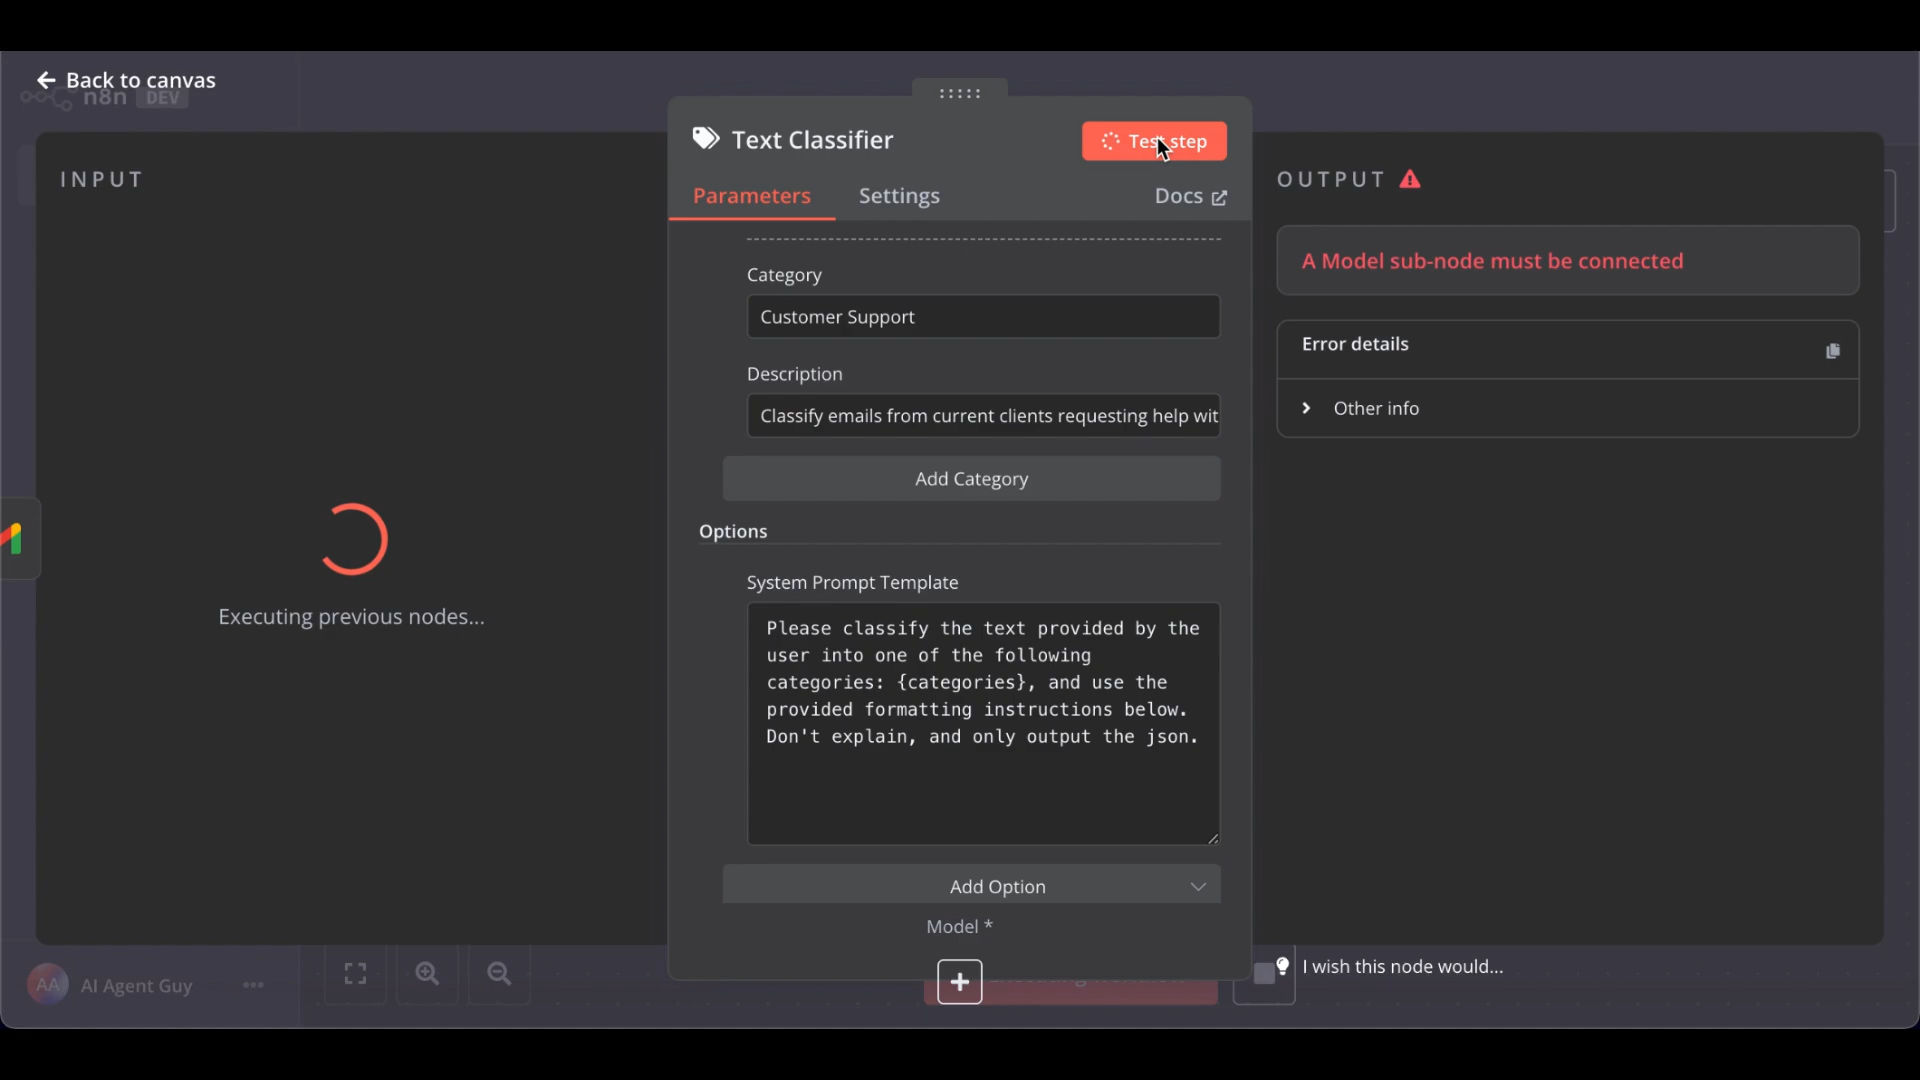 Back to canvas
n8n DEV
INPUT
Executing previous nodes...
Text Classifier
Test step
Parameters
Settings
Docs
Category
Customer Support
Description
Classify emails from current clients requesting help wit
Add Category
Options
System Prompt Template
Please classify the text provided by the
user into one of the following
categories: {categories}, and use the
provided formatting instructions below.
Don't explain, and only output the json.
Add Option
Model *
OUTPUT
A Model sub-node must be connected
Error details
Other info
AA AI Agent Guy
I wish this node would...